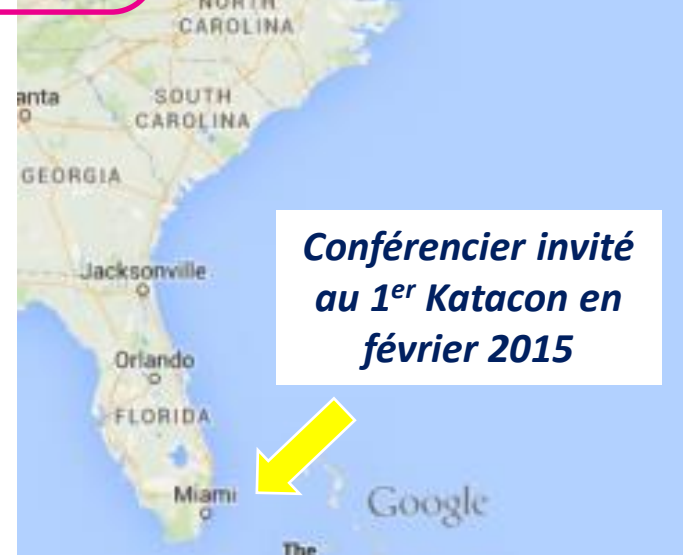 NORTH
CAROLINA
anta
SOUTH
CAROLINA
GEORGIA
Conférencier invité
au 1er Katacon en
février 2015
Jacksonville
Orlando
FLORIDA
Miami
Google
The